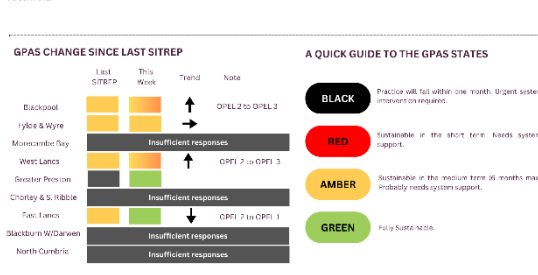 GPAS CHANGE SINCE LAST SITREP
Last SITREP This Week Trend Note
Blackpool OPEL 2 to OPEL 3
Fylde & Wyre
Morecambe Bay Insufficient responses
West Lancs OPEL 2 to OPEL 3
Greater Preston
Chorley & S. Ribble Insufficient responses
East Lancs OPEL 2 to OPEL 1
Blackburn W/Darwen Insufficient responses
North Cumbria Insufficient responses
A QUICK GUIDE TO THE GPAS STATES
BLACK Practice will fall within one month. Urgent
intervention required.
RED Sustainable in the short term. Needs
support.
AMBER Sustainable in the medium term (6 months
Probably needs system support.
GREEN Fully Sustainable.